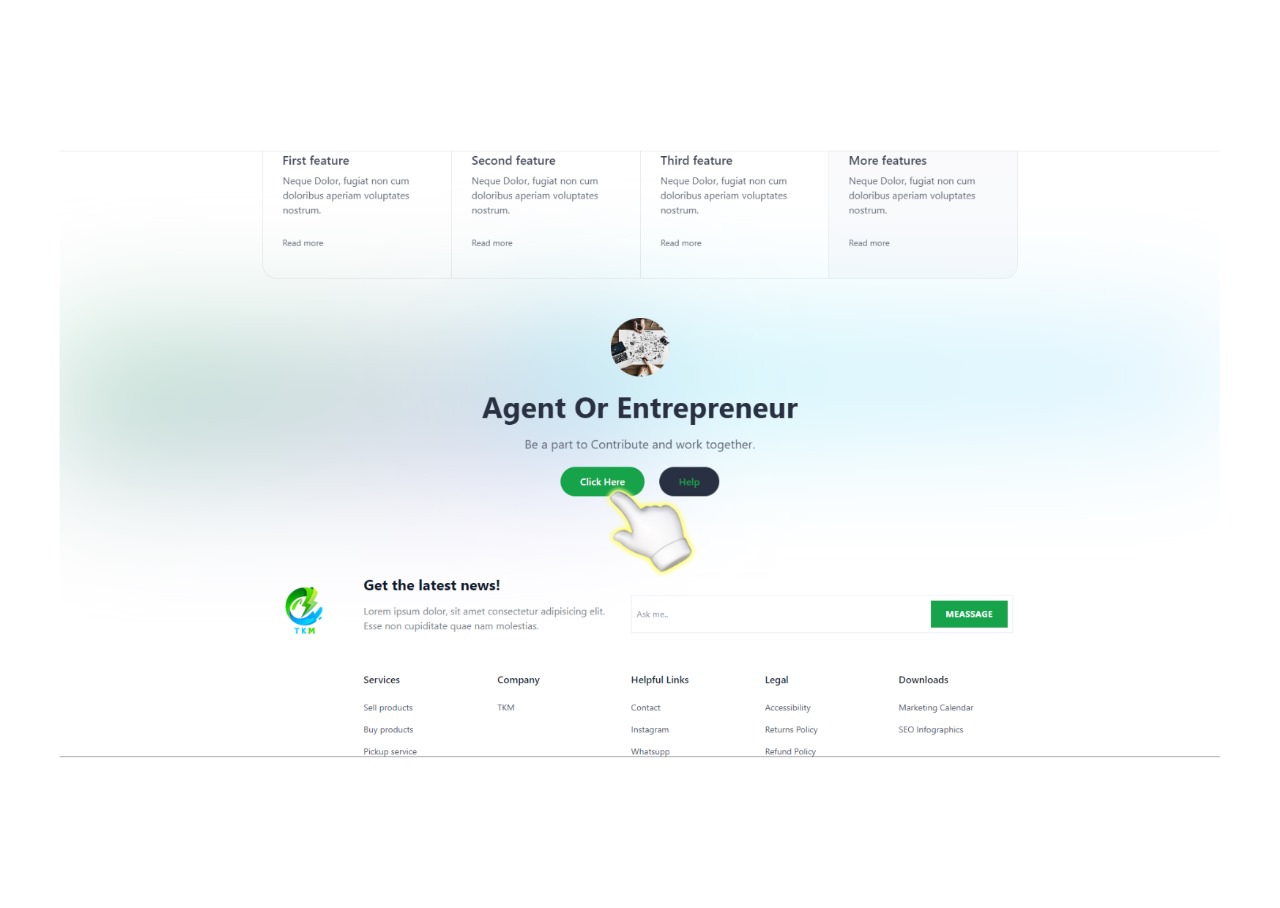 First feature
Neque Dolor, fugiat non cum
doloribus aperiam voluptates
nostrum.
Read more
Second feature
Neque Dolor, fugiat non cum
doloribus aperiam voluptates
nostrum.
Read more
Third feature
Neque Dolor, fugiat non cum
doloribus aperiam voluptates
nostrum.
Read more
More features
Neque Dolor, fugiat non cum
doloribus aperiam voluptates
nostrum.
Read more
Agent Or Entrepreneur
Be a part to Contribute and work together.
Click Here
Help
TKM
Get the latest news!
Lorem ipsum dolor, sit amet consectetur adipisicing elit.
Esse non cupiditate quae nam molestias.
Ask me..
MEASSAGE
Services
Sell products
Buy products
Pickup service
Company
TKM
Helpful Links
Contact
Instagram
Whatsupp
Legal
Accessibility
Returns Policy
Refund Policy
Downloads
Marketing Calendar
SEO Infographics